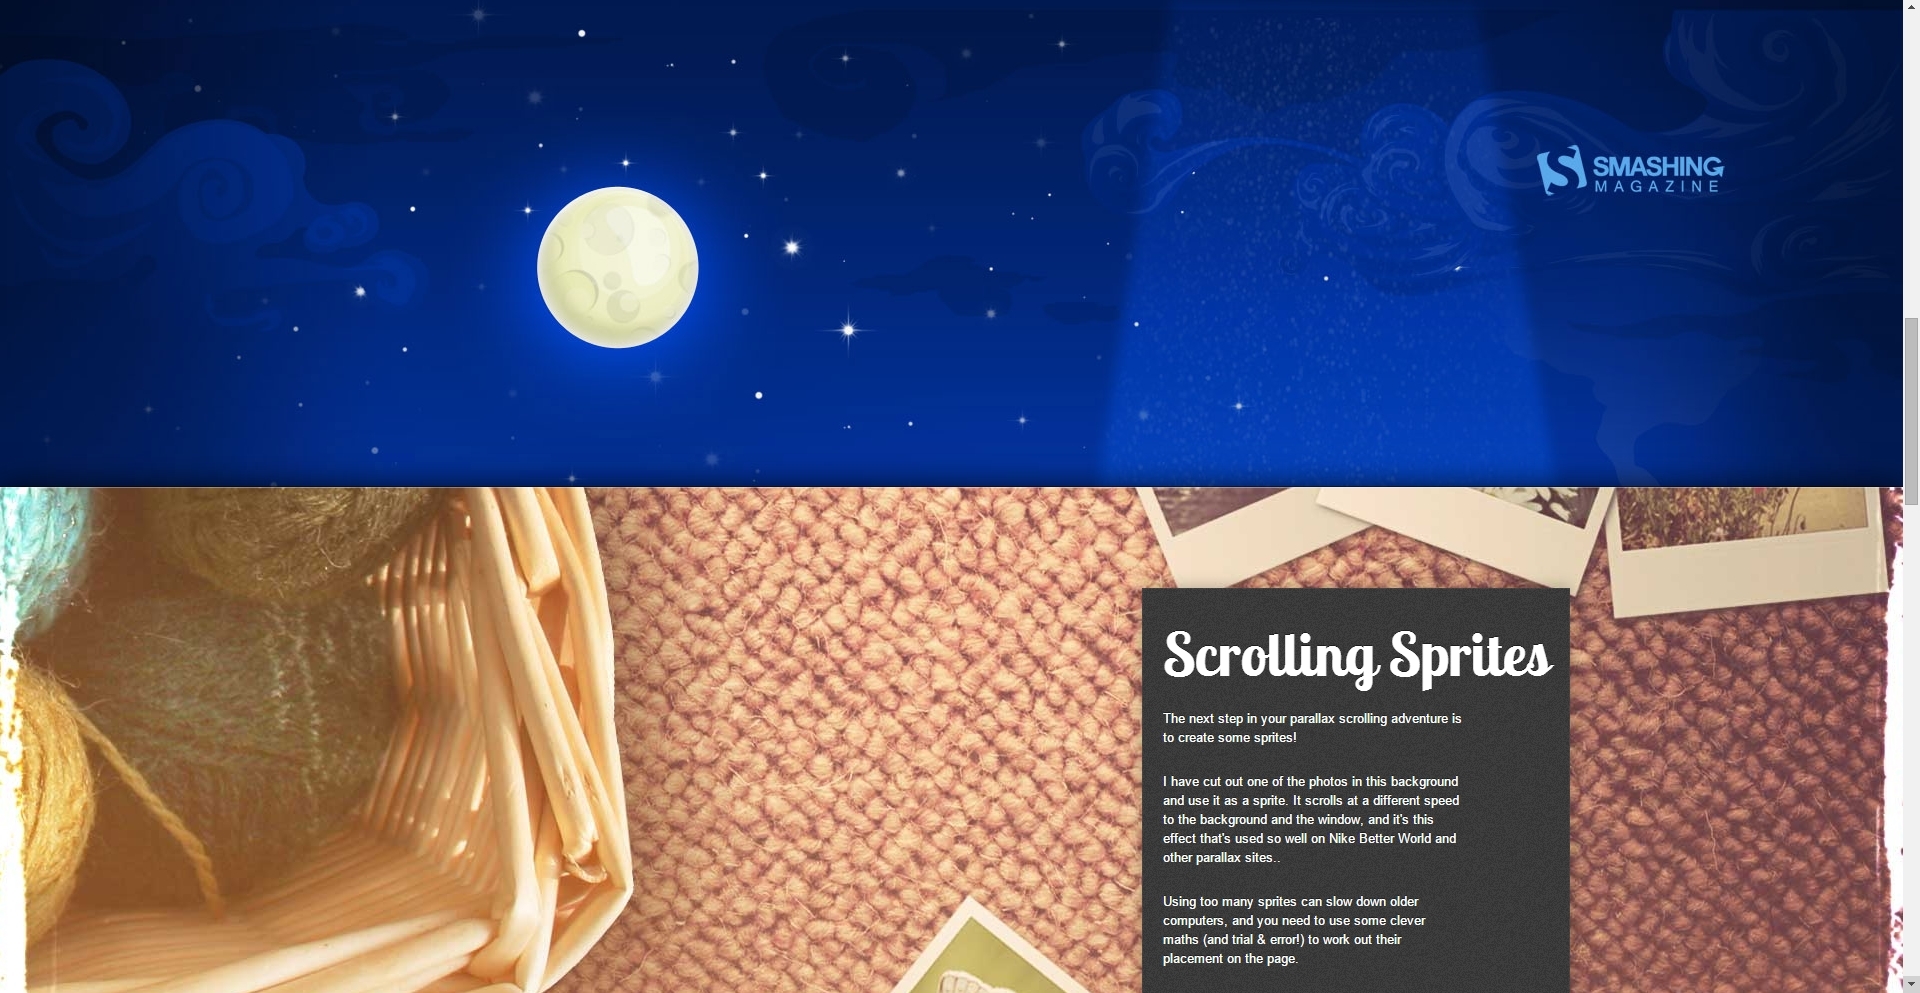 SMASHING
MAGAZINE
Scrolling Sprites
The next step in your parallax scrolling adventure is
to create some sprites!
I have cut out one of the photos in this background
and use it as a sprite. It scrolls at a different speed
to the background and the window, and it's this
effect that's used so well on Nike Better World and
other parallax sites..
Using too many sprites can slow down older
computers, and you need to use some clever
maths (and trial & error!) to work out their
placement on the page.